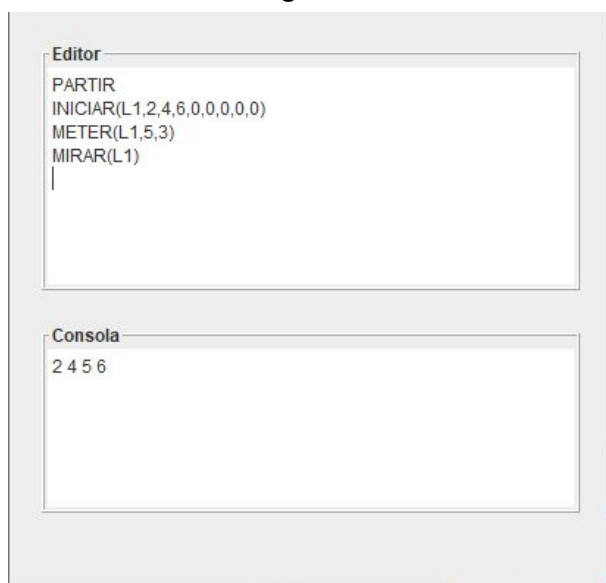 Editor
PARTIR
INICIAR(L1,2,4,6,0,0,0,0,0)
METER(L1,5,3)
MIRAR(L1)
Consola
2 4 5 6